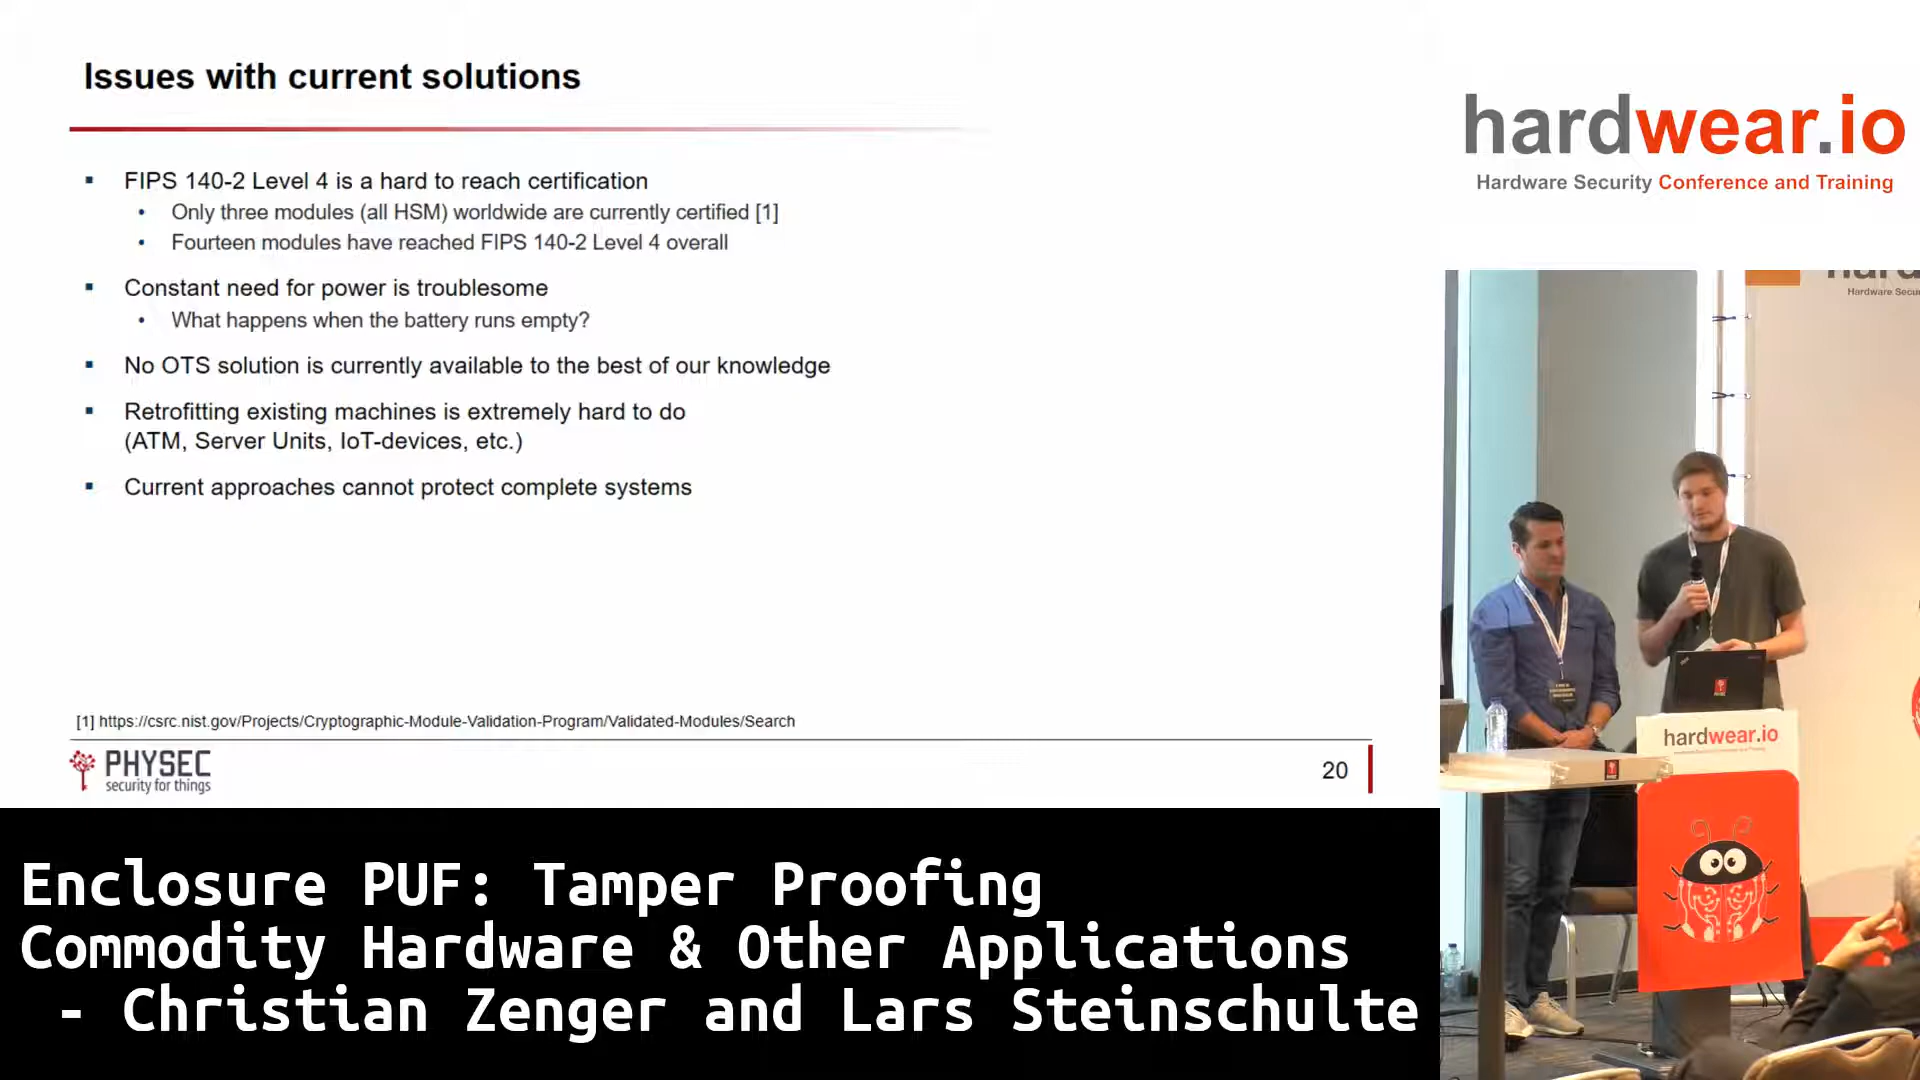 Issues with current solutions
FIPS 140-2 Level 4 is a hard to reach certification
Only three modules (all HSM) worldwide are currently certified [1]
Fourteen modules have reached FIPS 140-2 Level 4 overall
Constant need for power is troublesome
What happens when the battery runs empty?
No OTS solution is currently available to the best of our knowledge
Retrofitting existing machines is extremely hard to do
(ATM, Server Units, IoT-devices, etc.)
Current approaches cannot protect complete systems
[1] https://csrc.nist.gov/Projects/Cryptographic-Module-Validation-Program/Validated-Modules/Search
PHYSEC
security for things
20
hardwear.io
Hardware Security Conference and Training
Hardware Secu
hardwear.io
Enclosure PUF: Tamper Proofing
Commodity Hardware & Other Applications
- Christian Zenger and Lars Steinschulte